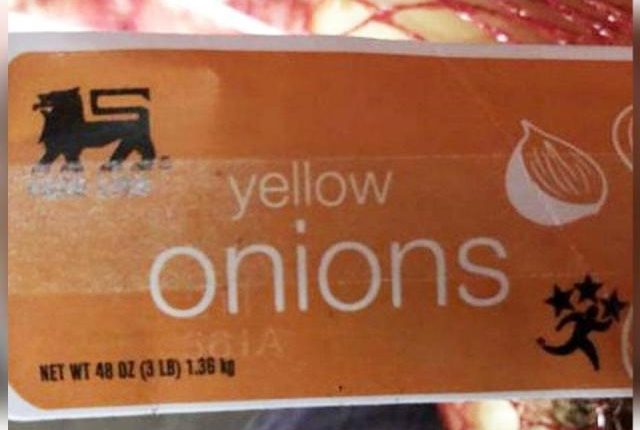 yellow
onions
NET WT 48 OZ (3 LB) 1.36 kg